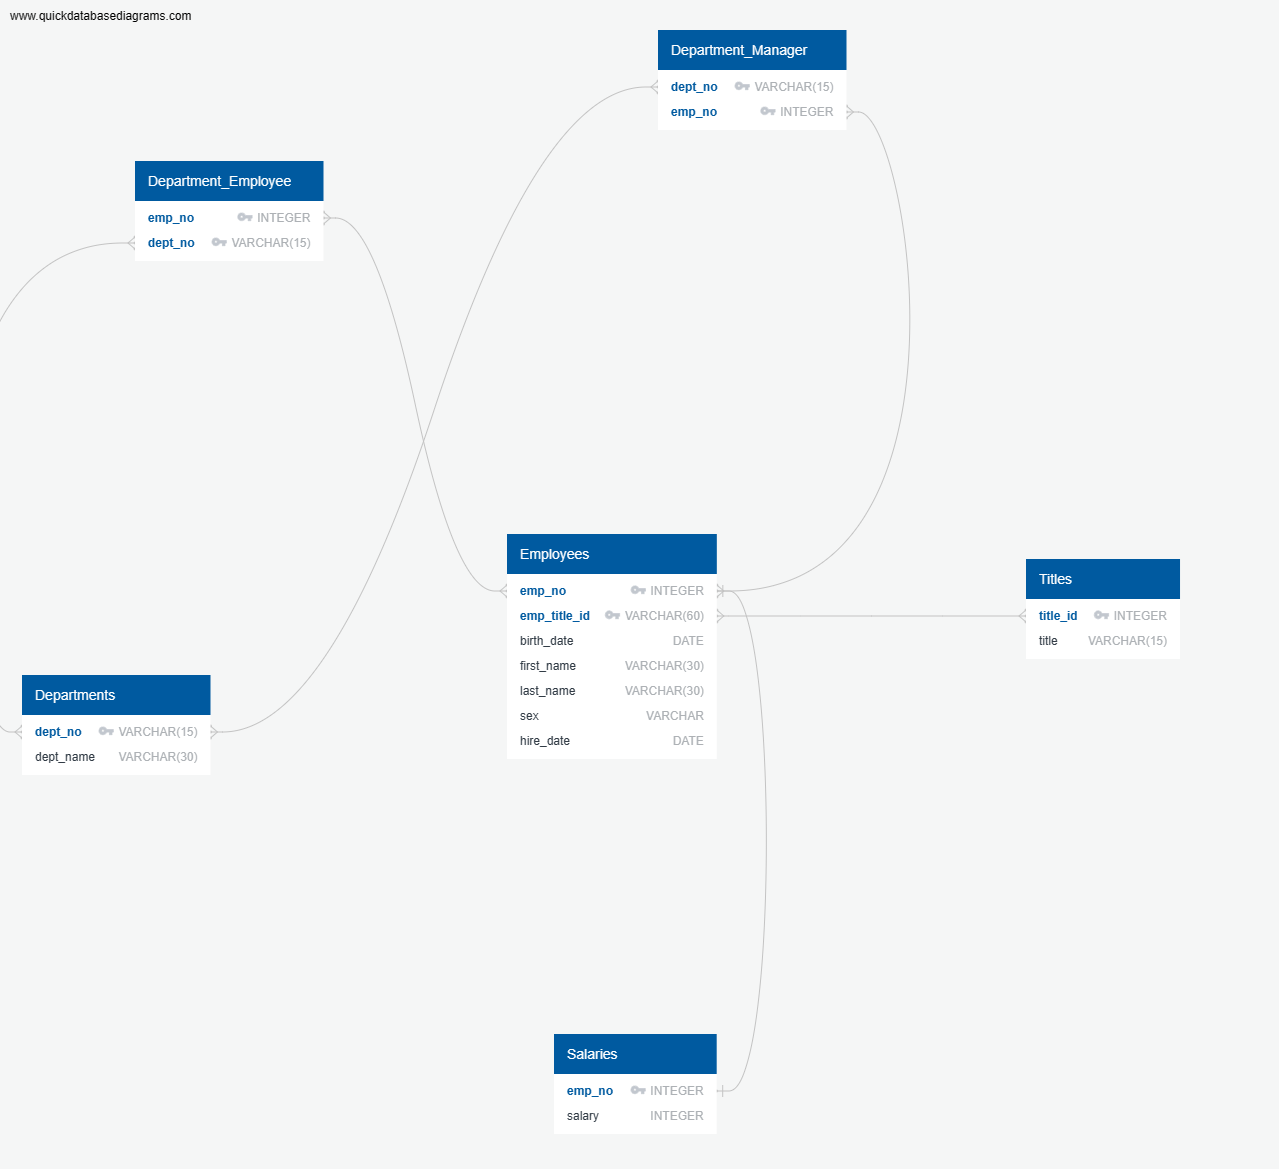 www.quickdatabasediagrams.com
Department_Manager
dept_no VARCHAR(15)
emp_no INTEGER
Department_Employee
emp_no INTEGER
dept_no VARCHAR(15)
Employees
emp_no INTEGER
emp_title_id VARCHAR(60)
birth_date DATE
first_name VARCHAR(30)
last_name VARCHAR(30)
sex VARCHAR
hire_date DATE
Titles
title_id INTEGER
title VARCHAR(15)
Departments
dept_no VARCHAR(15)
dept_name VARCHAR(30)
Salaries
emp_no INTEGER
salary INTEGER